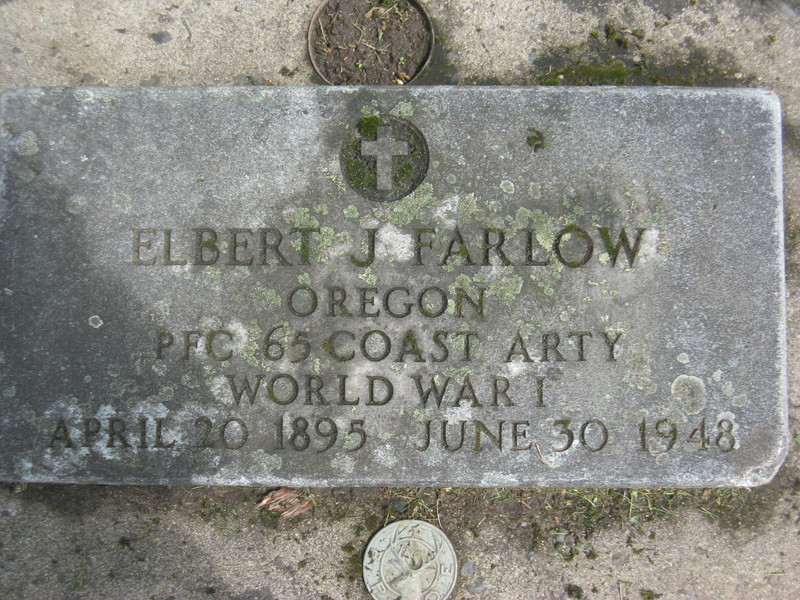 ELBERT J FARLOW
OREGON
PFC 65 COAST ARTY
WORLD WAR I
APRIL 20 1895 JUNE 30 1948